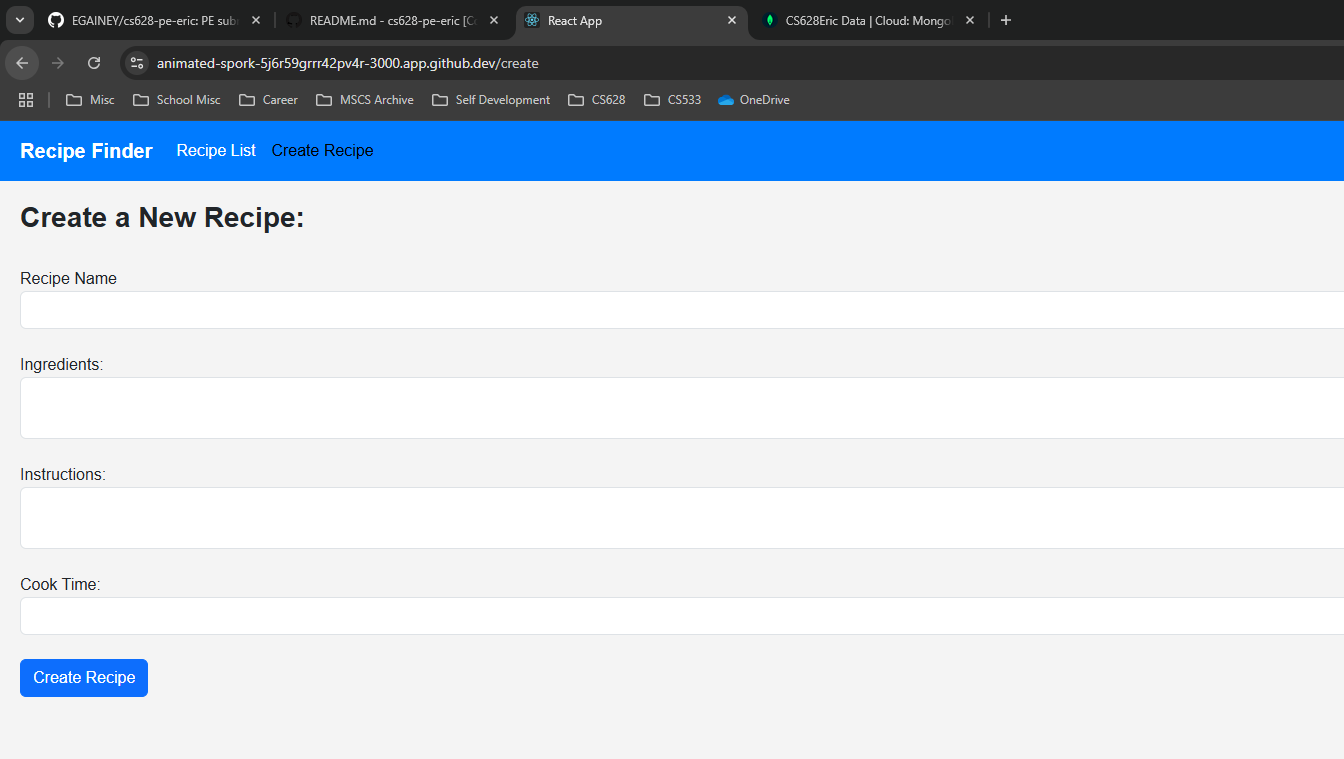 EGAINEY/cs628-pe-eric: PE sub
README.md - cs628-pe-eric [C
React App
CS628Eric Data | Cloud: Mongo
animated-spork-5j6r59grrr42pv4r-3000.app.github.dev/create
Misc
School Misc
Career
MSCS Archive
Self Development
CS628
CS533
OneDrive
Recipe Finder
Recipe List
Create Recipe
Create a New Recipe:
Recipe Name
Ingredients:
Instructions:
Cook Time:
Create Recipe